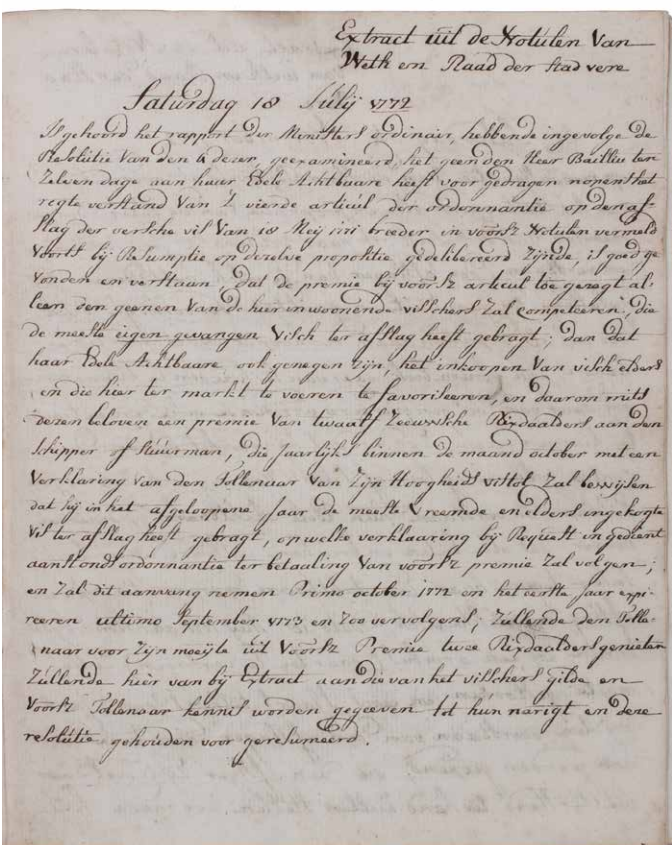 Extract uit de Notulen Van
Weth en Raad der stad vere
Saturdag 18 Julij 1772
Is gehoord het rapport der Ministers ordinair, hebbende ingevolge de
Resolutie Van den 4 dezer, geexamineerd, het geen den Heer Bailliu ten
Zelven dage aan haar Edele Achtbaare heeft voor gedragen nopens het
regte verstand Van 't vierde articul der ordonnantie op den af-
slag der versche vis Van 18 Meij 1771 breeder in voorsz Notulen vermeld
Voorts bij Resumptie op dezelve propositie gedelibereerd zijnde, is goed ge
vonden en verstaan, dat de premie bij voorsz articul toe gezegt al-
leen den geenen Van de hier inwoonende visschers Zal competeeren, die
de meeste eigen gevangen Visch ter afslag heeft gebragt; dan dat
haar Edele Achtbaare ook genegen zijn, het inkoopen Van visch elders
en die hier ter markt te voeren te favoriseeren, en daarom mits
dezen beloven een premie Van twaalf Zeeuwsche Rixdaalders aan den
schipper of stuurman, die Jaarlijks binnen de maand october met een
Verklaring van den Tollenaar Van Zijn Hoogheids vistol Zal bewijsen
dat hij in het afgeloopene Jaar de meeste vreemde en elders ingekogte
vis ter afslag heeft gebragt, op welke verklaaring bij Request ingedient
aanstonds ordonnantie ter betaaling Van voorsz premie Zal volgen;
en Zal dit aanvang nemen Primo october 1772 en het eerste Jaar expi-
reeren ultimo September 1773 en Zoo vervolgens; Zullende den Tolle-
naar voor Zijn moeijte uit Voorsz Premie twee Rixdaalders genieten
Zullende hier van bij Extract aan die van het visschers Gilde en
Voorsz Tollenaar kennis worden gegeeven tot hun narigt en deze
resolutie gehouden voor geresumeerd.